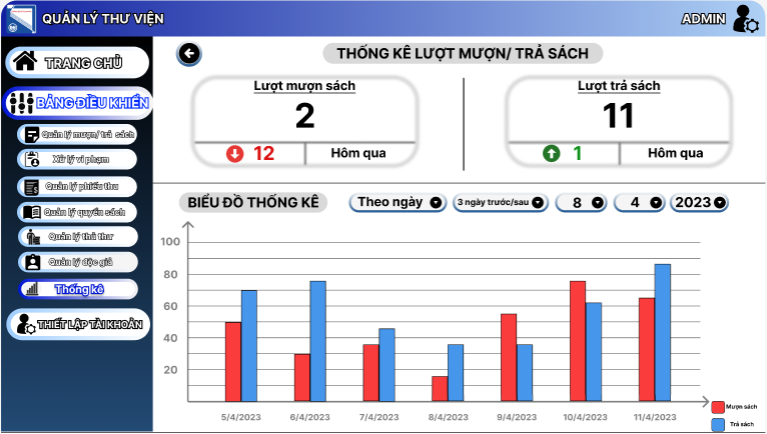 QUẢN LÝ THƯ VIỆN
ADMIN
TRANG CHỦ
BẢNG ĐIỀU KHIỂN
Quản lý mượn/ trả sách
Xử lý vi phạm
Quản lý phiếu thu
Quản lý quyển sách
Quản lý thủ thư
Quản lý độc giả
Thống kê
THIẾT LẬP TÀI KHOẢN
THỐNG KÊ LƯỢT MƯỢN/ TRẢ SÁCH
Lượt mượn sách
2
12 Hôm qua
Lượt trả sách
11
1 Hôm qua
BIỂU ĐỒ THỐNG KÊ
Theo ngày
3 ngày trước/sau
8
4
2023
100
80
60
40
20
5/4/2023 6/4/2023 7/4/2023 8/4/2023 9/4/2023 10/4/2023 11/4/2023
Mượn sách
Trả sách